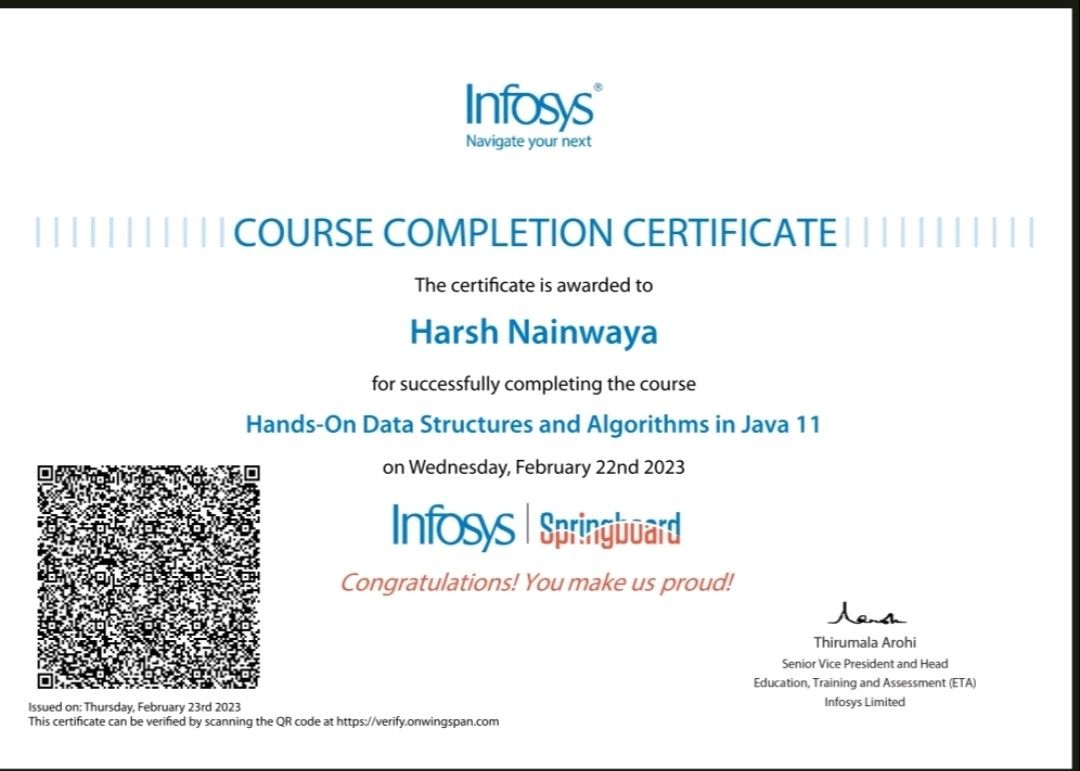 Infosys®
Navigate your next
COURSE COMPLETION CERTIFICATE
The certificate is awarded to
Harsh Nainwaya
for successfully completing the course
Hands-On Data Structures and Algorithms in Java 11
on Wednesday, February 22nd 2023
Infosys | Springboard
Congratulations! You make us proud!
Thirumala Arohi
Senior Vice President and Head
Education, Training and Assessment (ETA)
Infosys Limited
Issued on: Thursday, February 23rd 2023
This certificate can be verified by scanning the QR code at https://verify.onwingspan.com